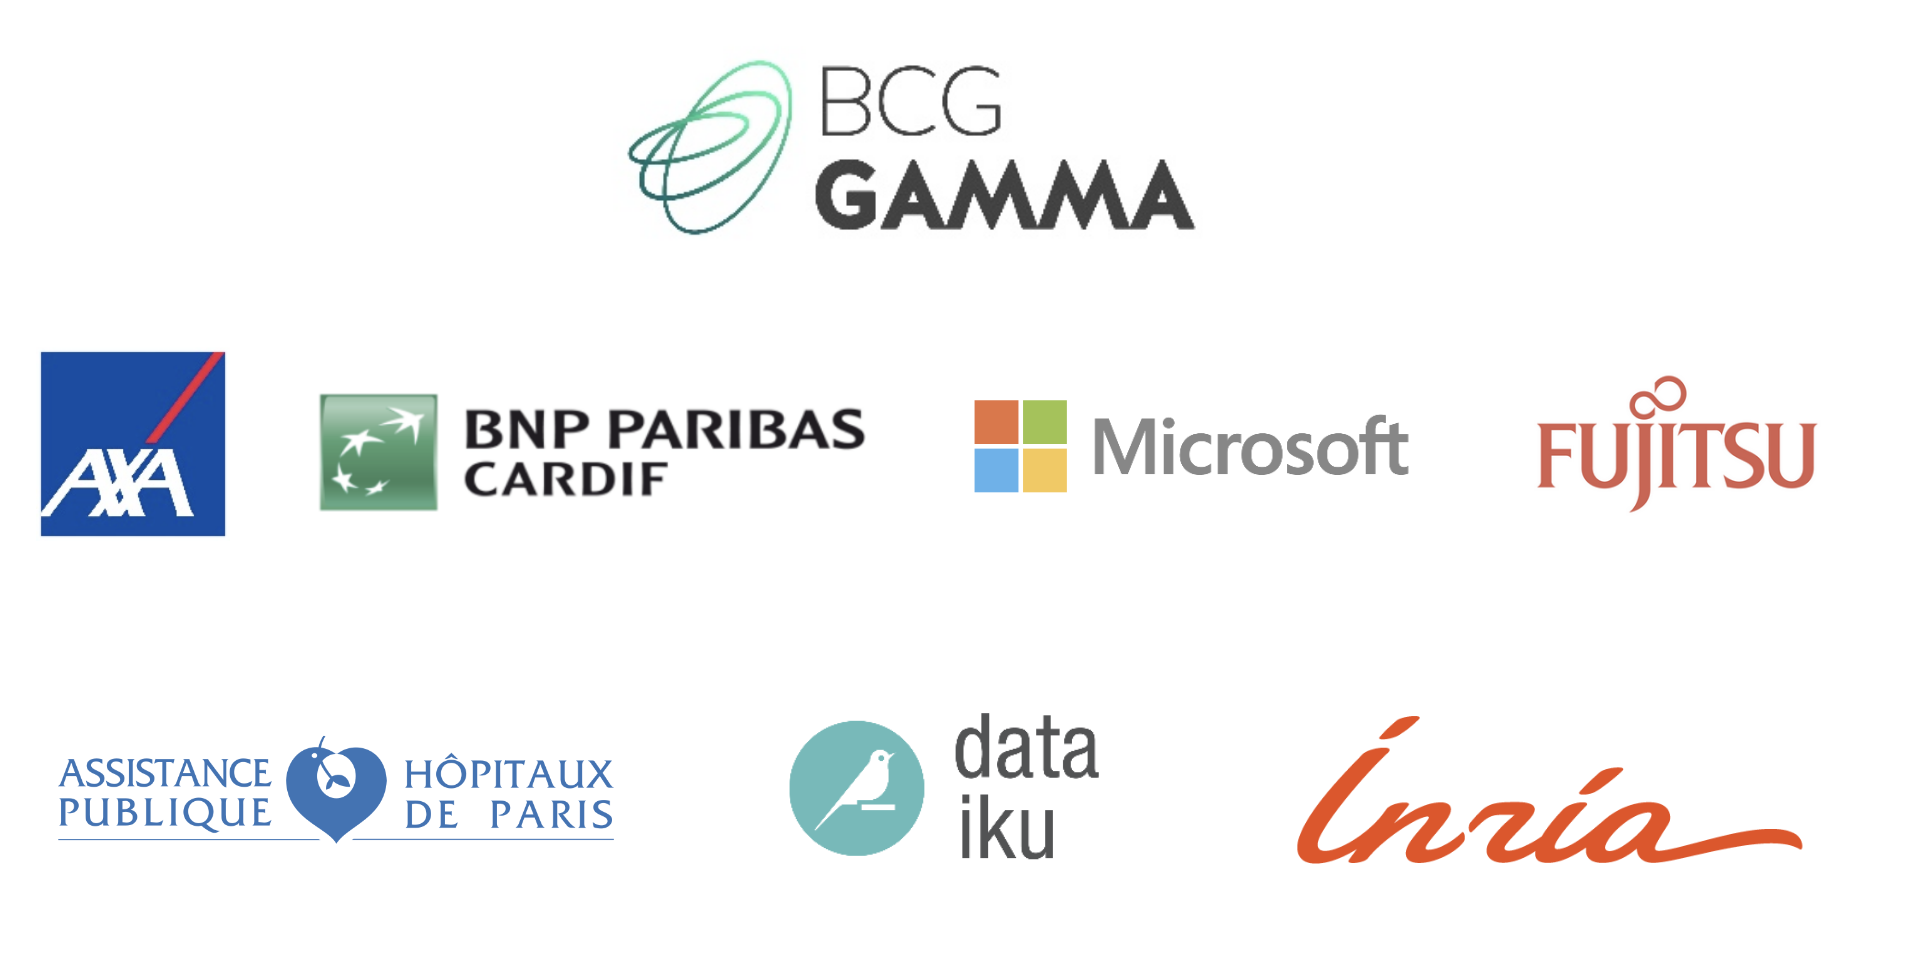 BCG
GAMMA
AXA
BNP PARIBAS
CARDIF
Microsoft
FUJITSU
ASSISTANCE
PUBLIQUE
HÔPITAUX
DE PARIS
data
iku
Inria